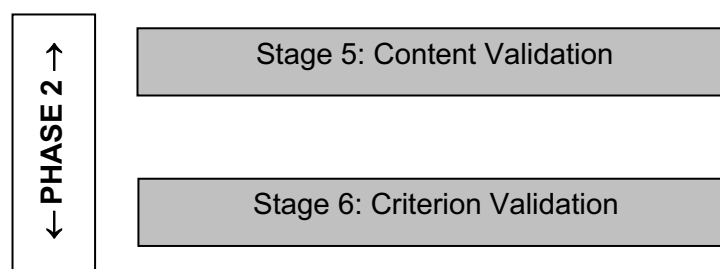 ←PHASE 2→
Stage 5: Content Validation
Stage 6: Criterion Validation